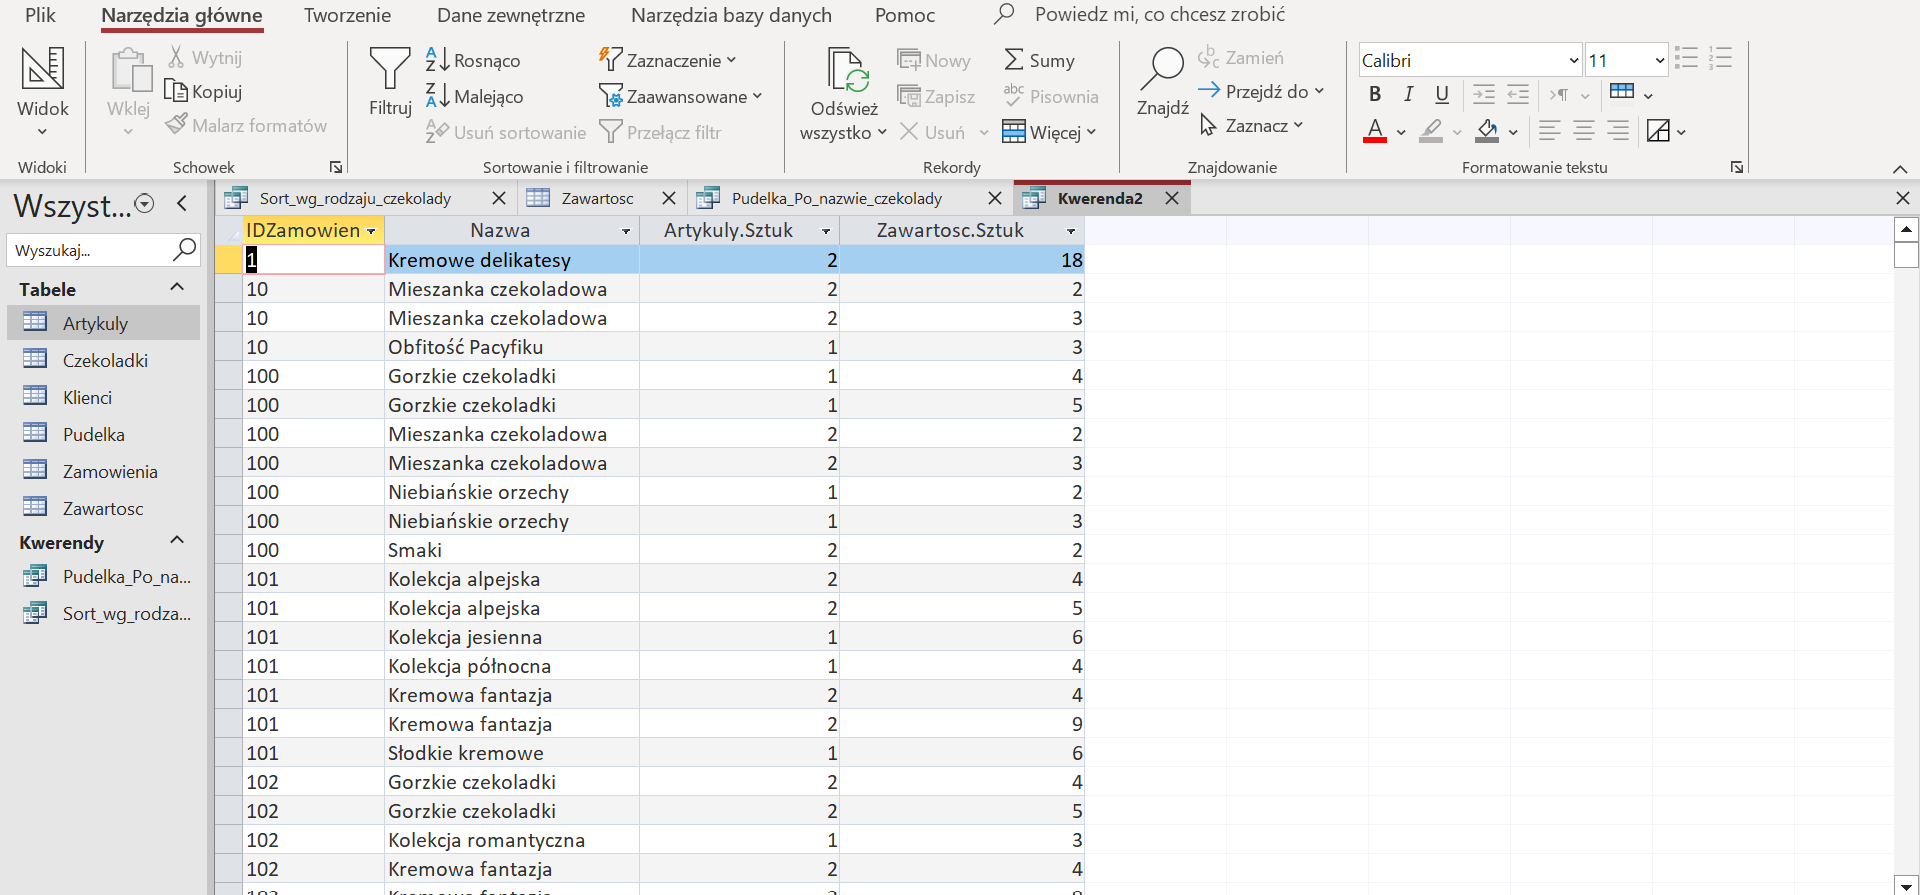 Plik Narzędzia główne Tworzenie Dane zewnętrzne Narzędzia bazy danych Pomoc Powiedz mi, co chcesz zrobić
Widok
Widoki
Wklej
Wytnij
Kopiuj
Malarz formatów
Schowek
Filtruj
Rosnąco
Malejąco
Usuń sortowanie
Zaznaczenie
Zaawansowane
Przełącz filtr
Sortowanie i filtrowanie
Odśwież
wszystko
Nowy
Zapisz
Usuń
Sumy
Pisownia
Więcej
Rekordy
Znajdź
Zamień
Przejdź do
Zaznacz
Znajdowanie
Calibri 11
B I U
A
Formatowanie tekstu
Wszyst...
Wyszukaj...
Tabele
Artykuly
Czekoladki
Klienci
Pudelka
Zamowienia
Zawartosc
Kwerendy
Pudelka_Po_na...
Sort_wg_rodza...
Sort_wg_rodzaju_czekolady Zawartosc Pudelka_Po_nazwie_czekolady Kwerenda2
IDZamowien Nazwa Artykuly.Sztuk Zawartosc.Sztuk
1 Kremowe delikatesy 2 18
10 Mieszanka czekoladowa 2 2
10 Mieszanka czekoladowa 2 3
10 Obfitość Pacyfiku 1 3
100 Gorzkie czekoladki 1 4
100 Gorzkie czekoladki 1 5
100 Mieszanka czekoladowa 2 2
100 Mieszanka czekoladowa 2 3
100 Niebiańskie orzechy 1 2
100 Niebiańskie orzechy 1 3
100 Smaki 2 2
101 Kolekcja alpejska 2 4
101 Kolekcja alpejska 2 5
101 Kolekcja jesienna 1 6
101 Kolekcja północna 1 4
101 Kremowa fantazja 2 4
101 Kremowa fantazja 2 9
101 Słodkie kremowe 1 6
102 Gorzkie czekoladki 2 4
102 Gorzkie czekoladki 2 5
102 Kolekcja romantyczna 1 3
102 Kremowa fantazja 2 4